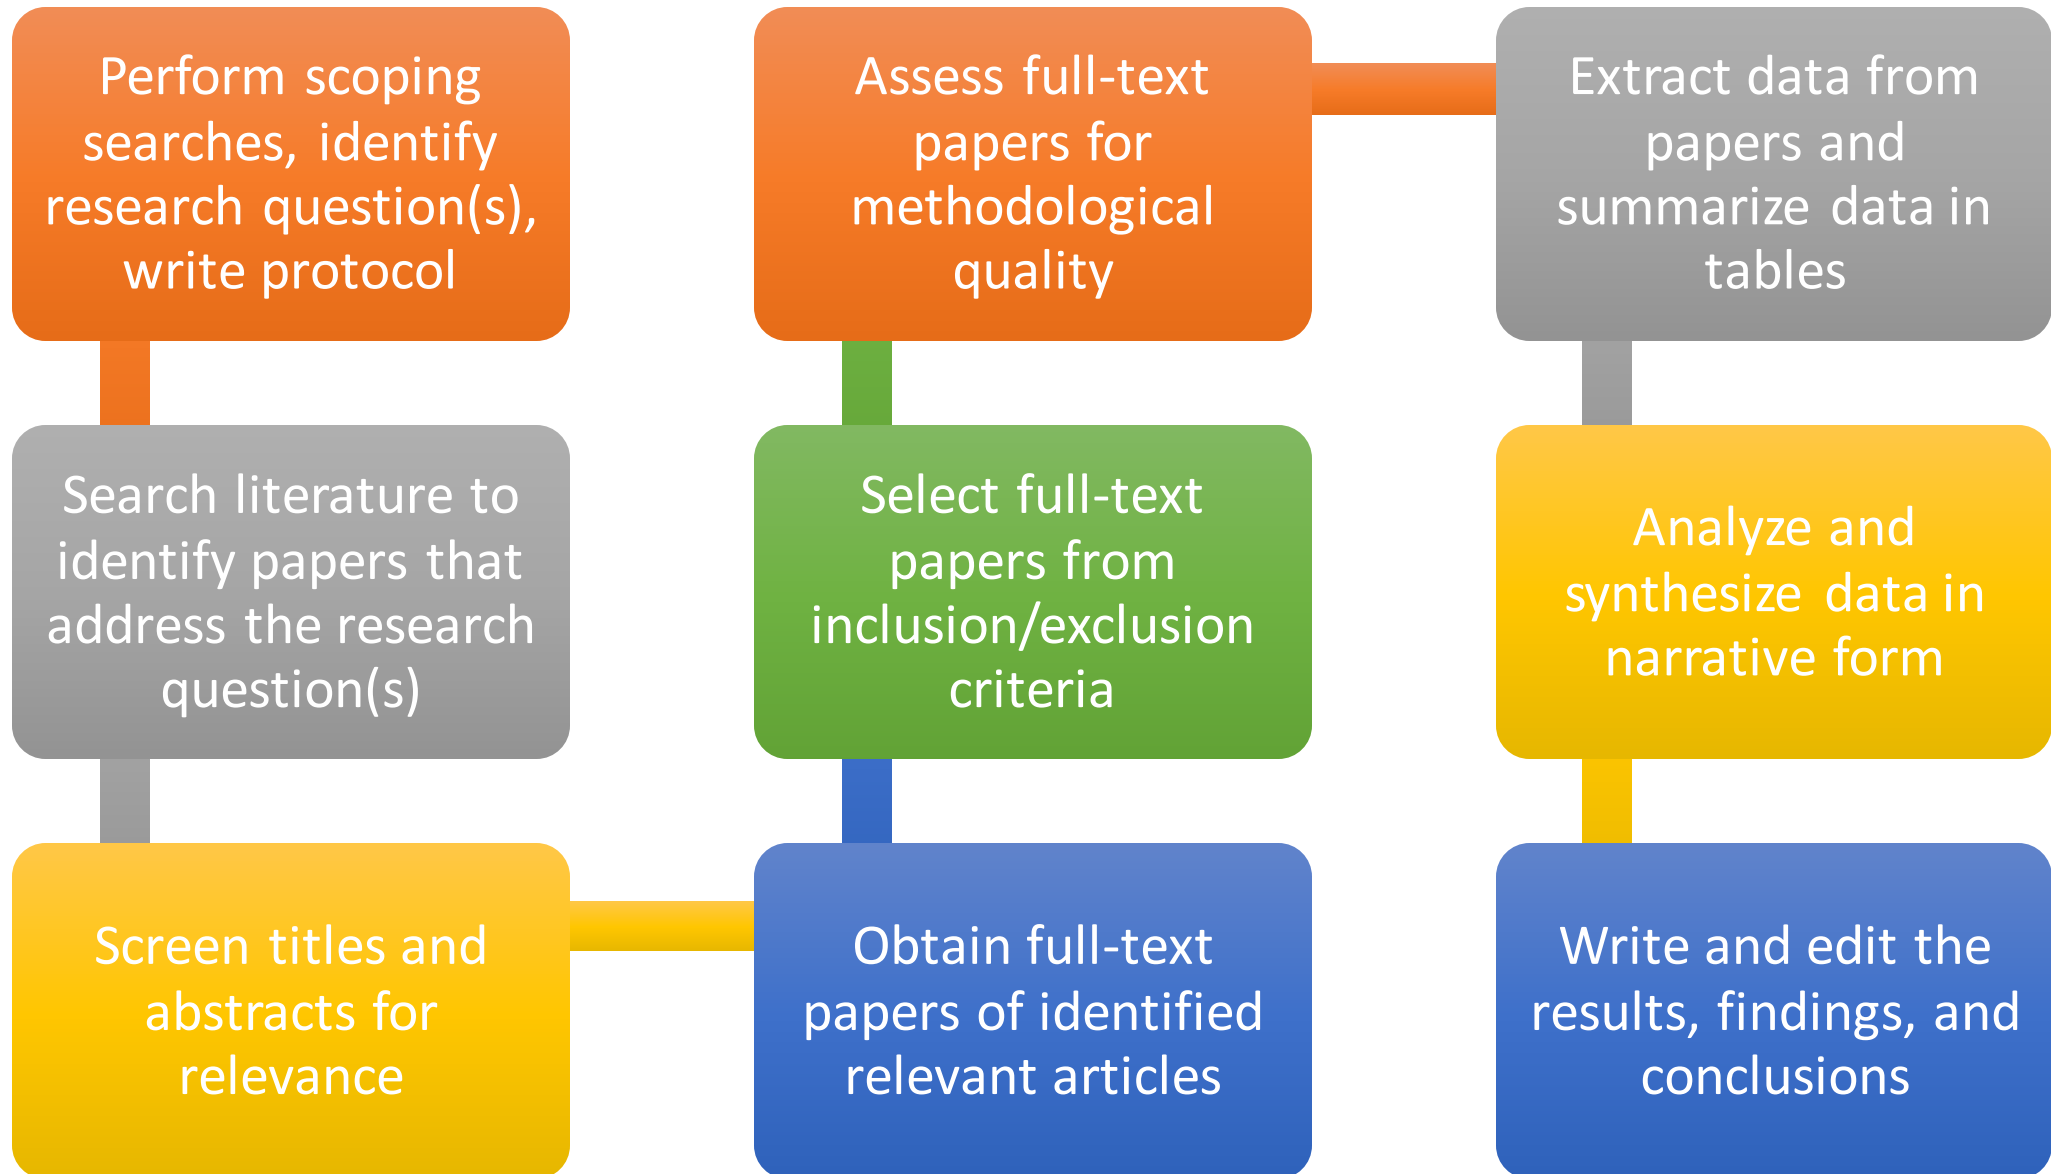 Perform scoping
searches, identify
research question(s),
write protocol
Search literature to
identify papers that
address the research
question(s)
Screen titles and
abstracts for
relevance
Obtain full-text
papers of identified
relevant articles
Select full-text
papers from
inclusion/exclusion
criteria
Assess full-text
papers for
methodological
quality
Extract data from
papers and
summarize data in
tables
Analyze and
synthesize data in
narrative form
Write and edit the
results, findings, and
conclusions